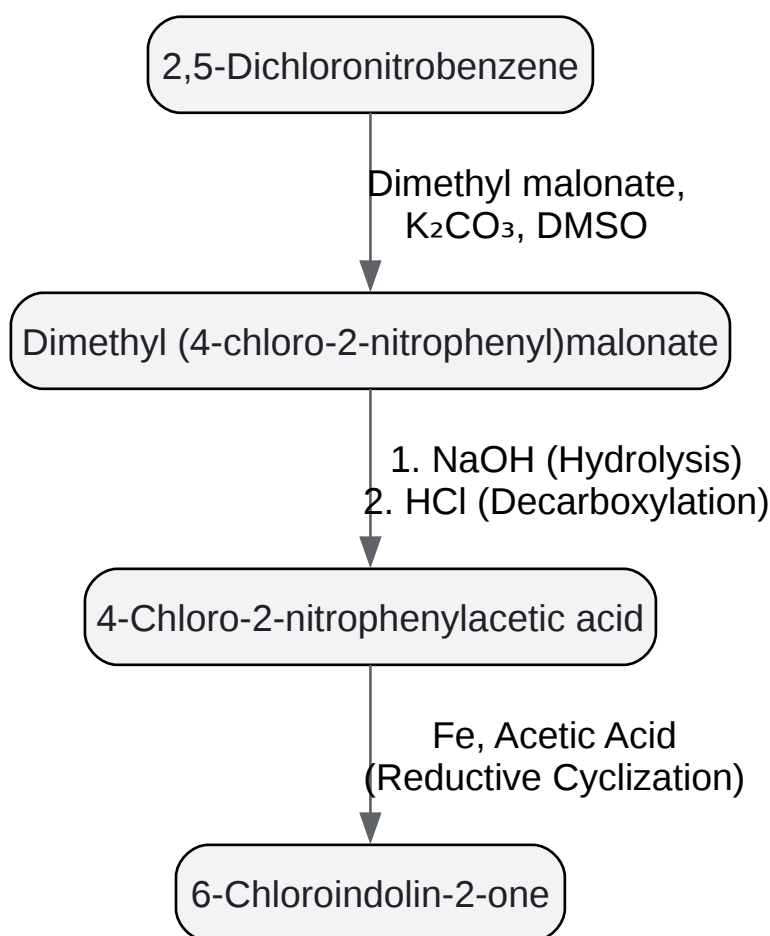 2,5-Dichloronitrobenzene
Dimethyl malonate,
K₂CO₃, DMSO
Dimethyl (4-chloro-2-nitrophenyl)malonate
1. NaOH (Hydrolysis)
2. HCl (Decarboxylation)
4-Chloro-2-nitrophenylacetic acid
Fe, Acetic Acid
(Reductive Cyclization)
6-Chloroindolin-2-one